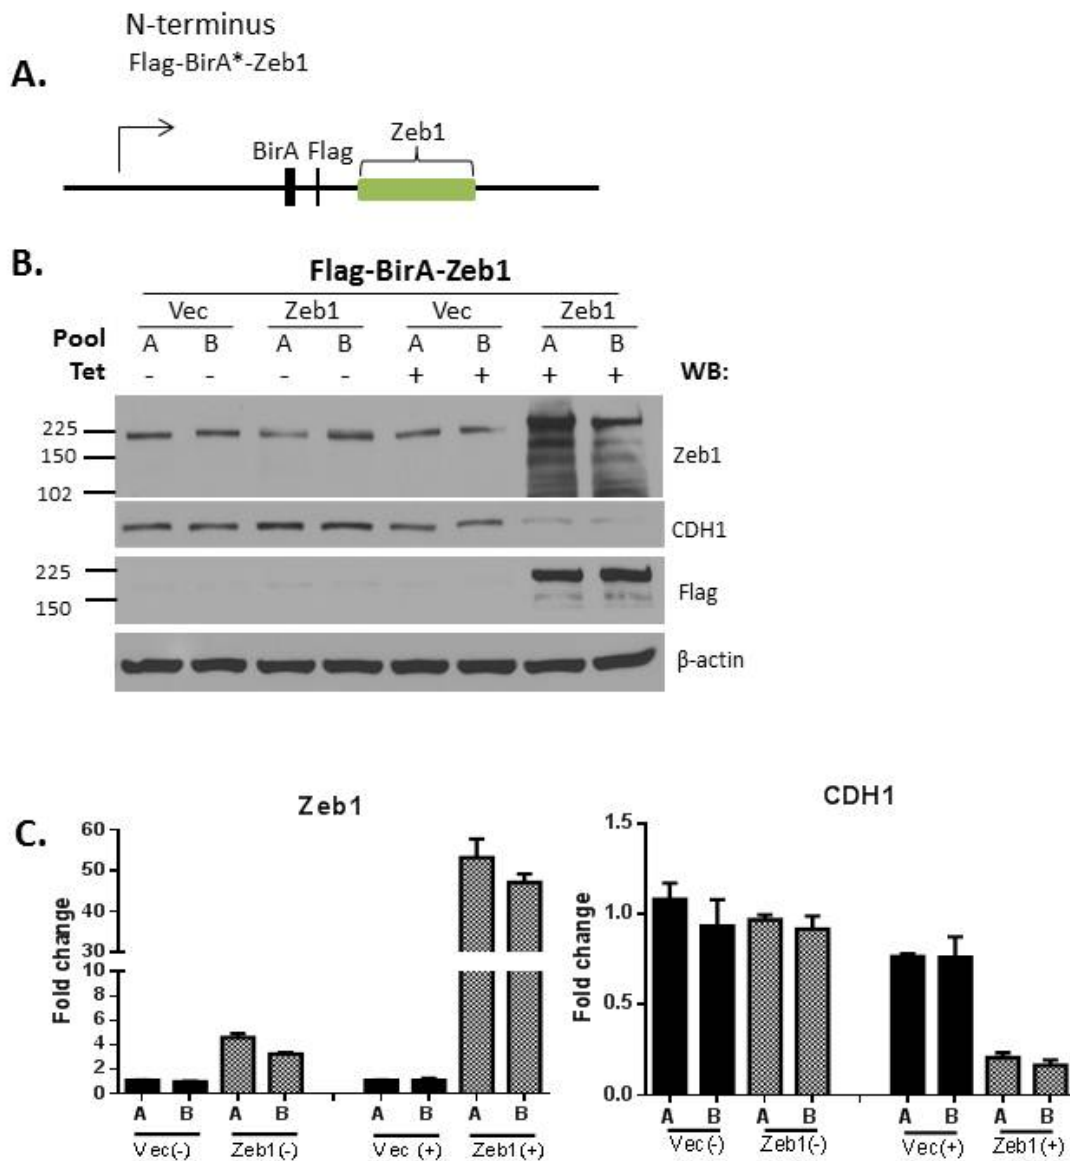 N-terminus
Flag-BirA*-Zeb1
A.
BirA Flag Zeb1
B.
Flag-BirA-Zeb1
Vec Zeb1 Vec Zeb1
Pool A B A B A B A B
Tet - - - - + + + + WB:
225
150
102
Zeb1
CDH1
225
150
Flag
β-actin
C.
Zeb1
Fold change
60
50
40
30
10
8
6
4
2
0
A B A B A B A B
Vec(-) Zeb1(-) Vec (+) Zeb1(+)
CDH1
Fold change
1.5
1.0
0.5
0.0
A B A B A B A B
Vec(-) Zeb1(-) Vec(+) Zeb1(+)